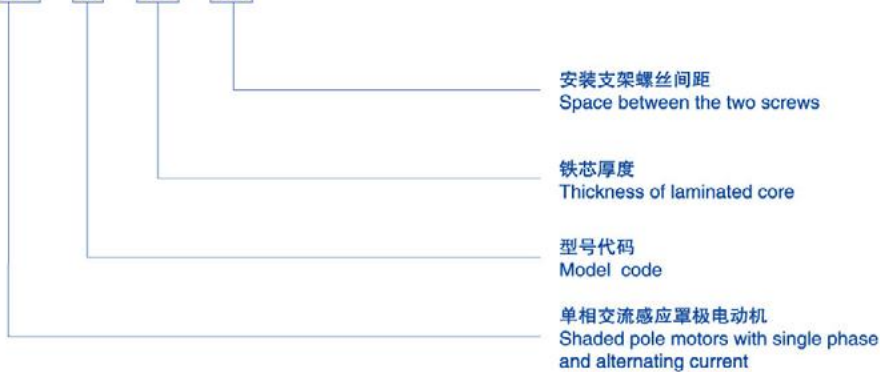 安装支架螺丝间距
Space between the two screws
铁芯厚度
Thickness of laminated core
型号代码
Model code
单相交流感应罩极电动机
Shaded pole motors with single phase
and alternating current